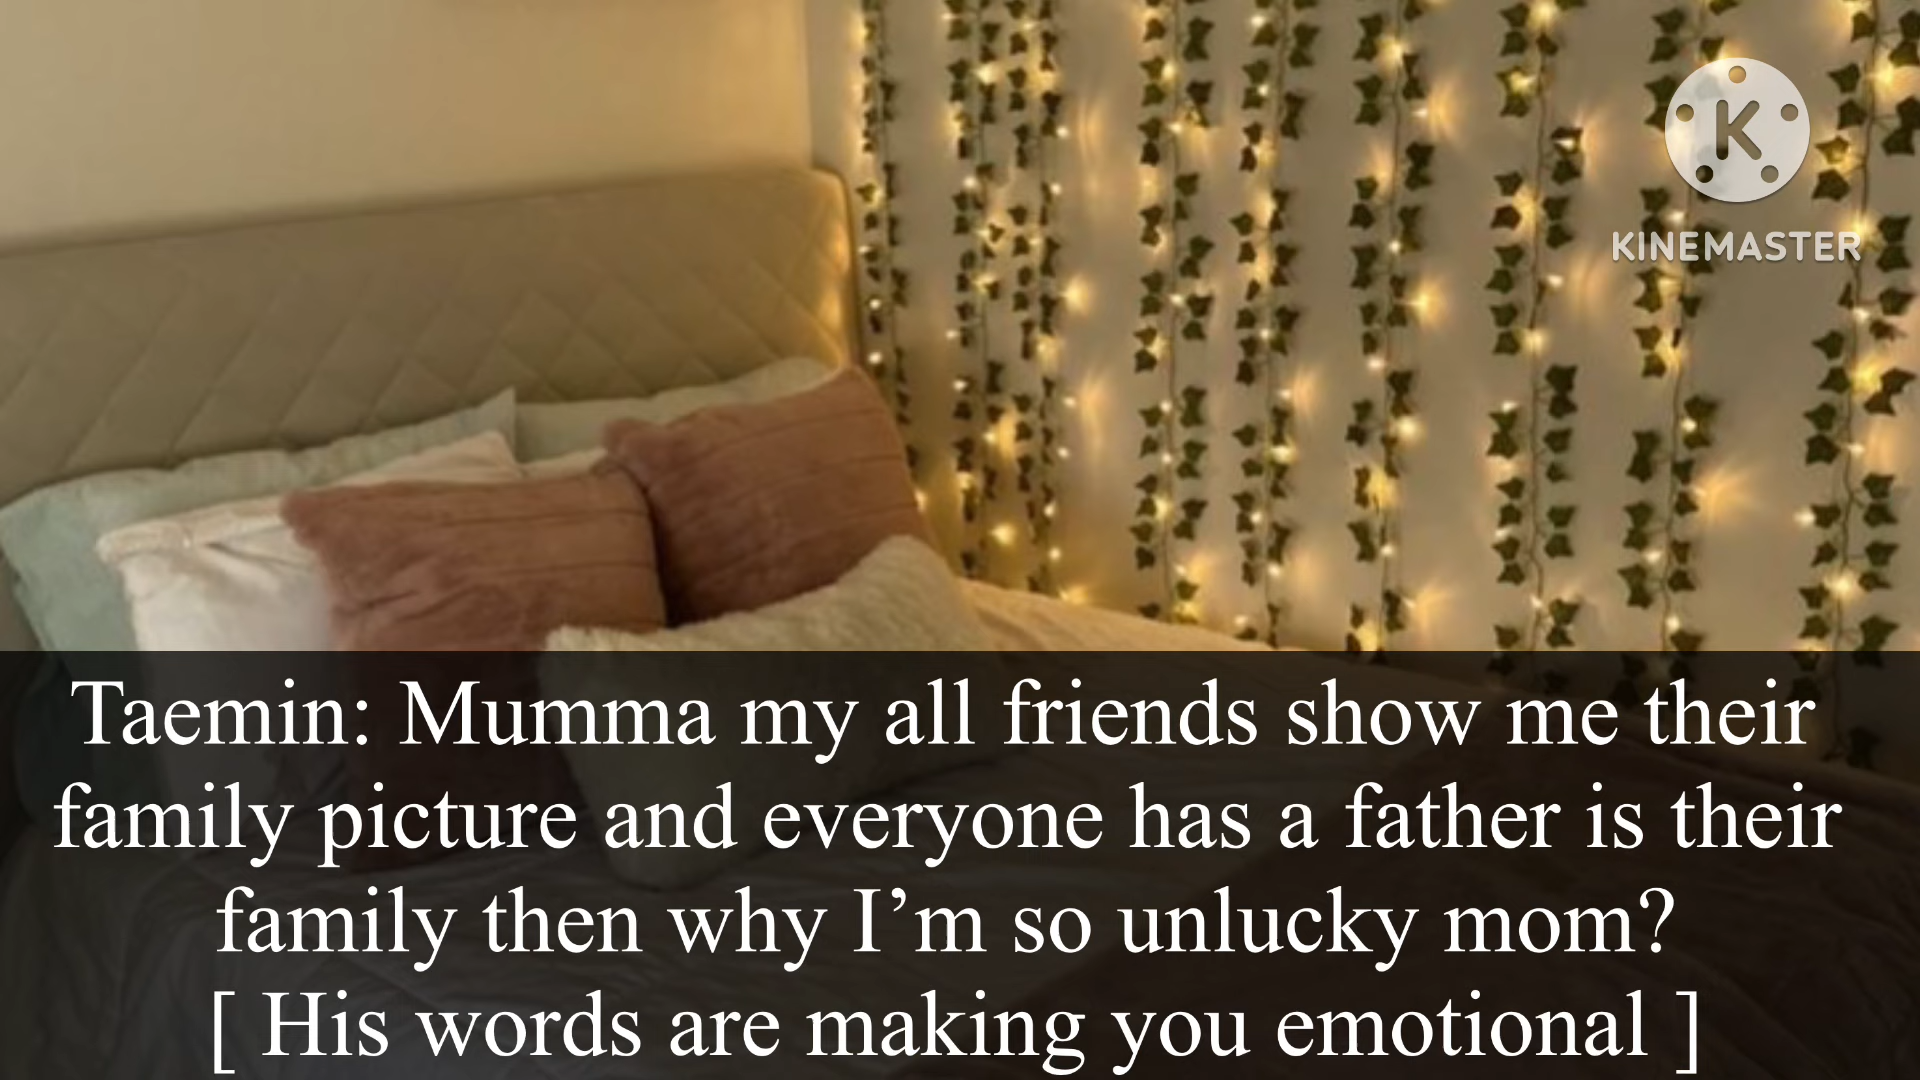 K
KINEMASTER
Taemin: Mumma my all friends show me their
family picture and everyone has a father is their
family then why I’m so unlucky mom?
[ His words are making you emotional ]